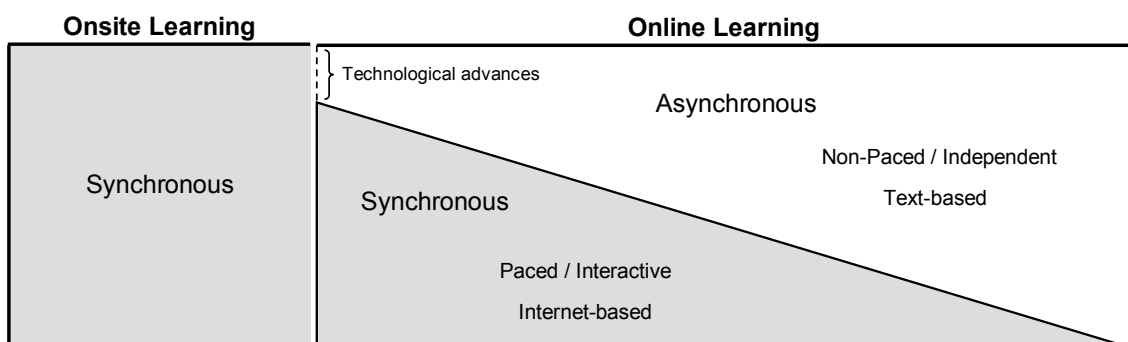 Onsite Learning
Online Learning
Technological advances
Asynchronous
Non-Paced / Independent
Text-based
Synchronous
Synchronous
Paced / Interactive
Internet-based